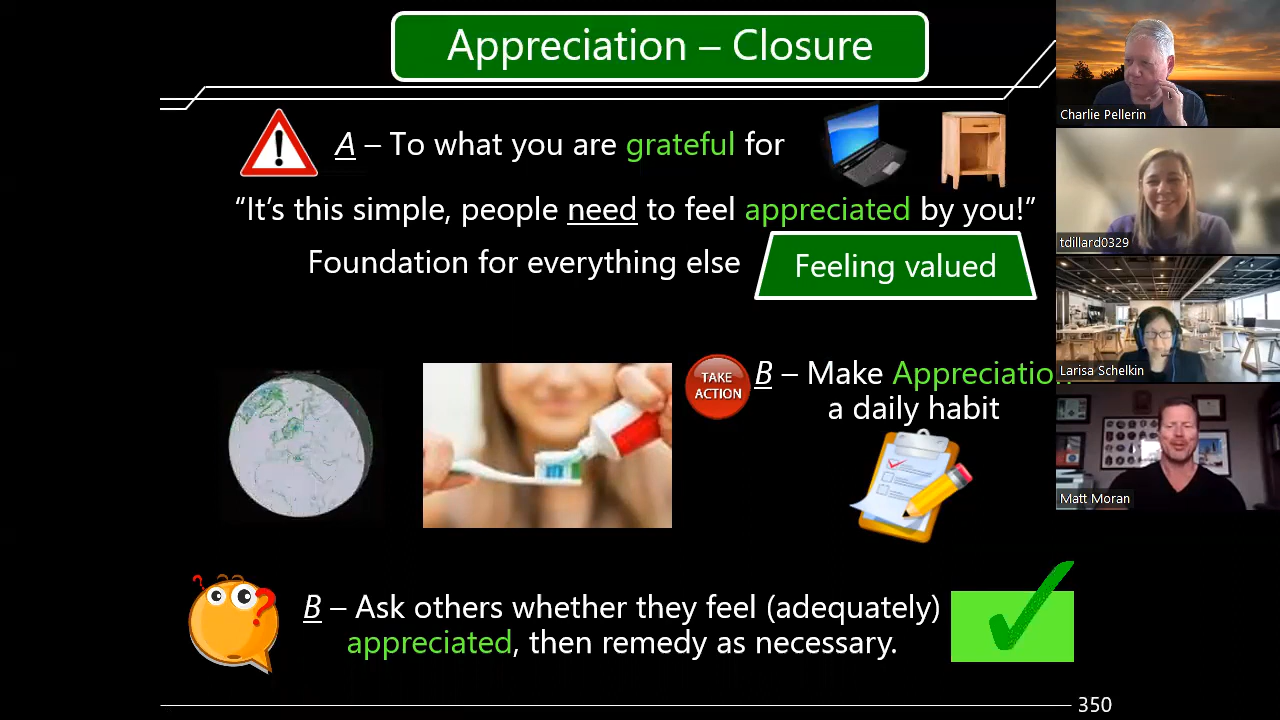 Appreciation – Closure
A – To what you are grateful for
“It’s this simple, people need to feel appreciated by you!”
Foundation for everything else
Feeling valued
TAKE
ACTION
B – Make Appreciation
a daily habit
B – Ask others whether they feel (adequately)
appreciated, then remedy as necessary.
350
Charlie Pellerin
tdillard0329
Larisa Schelkin
Matt Moran